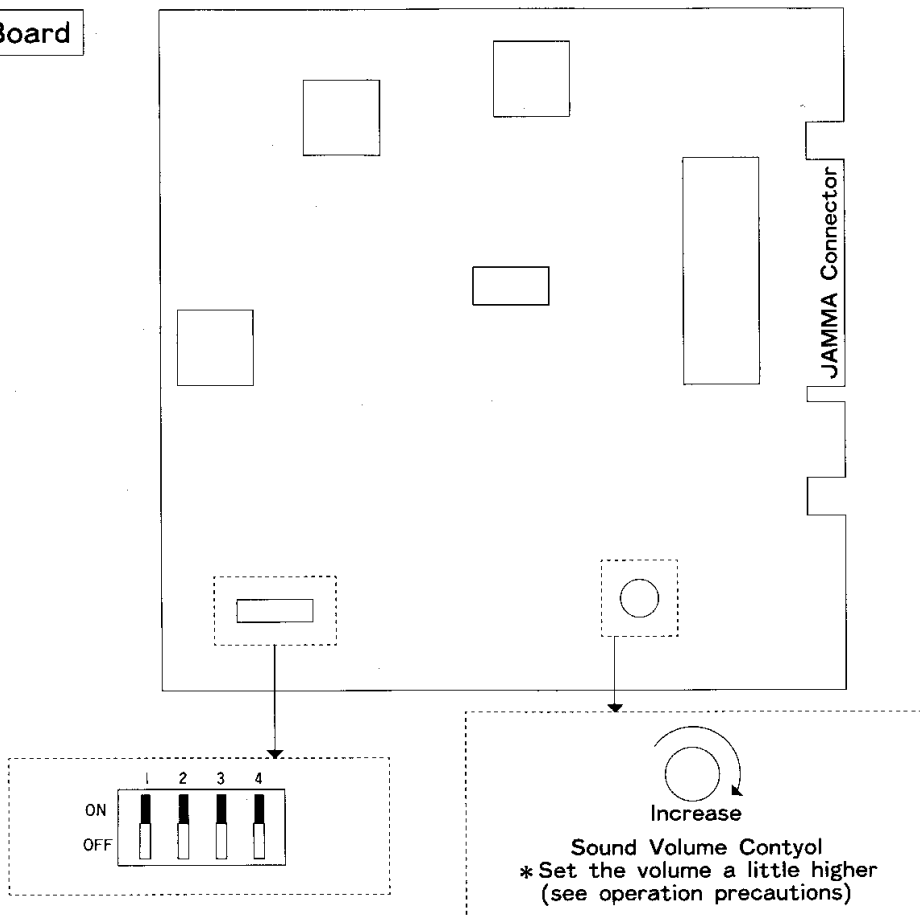 Board
JAMMA Connector
1 2 3 4
ON
OFF
Increase
Sound Volume Contyol
* Set the volume a little higher
(see operation precautions)